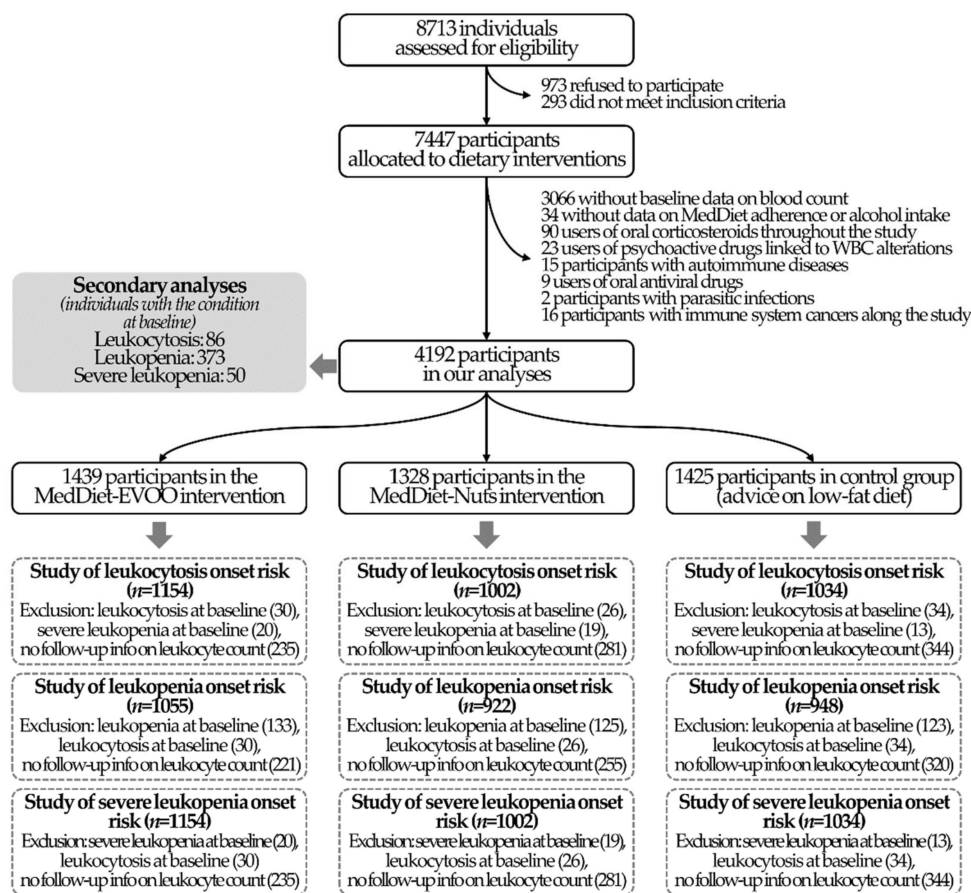 8713 individuals
assessed for eligibility
973 refused to participate
293 did not meet inclusion criteria
7447 participants
allocated to dietary interventions
3066 without baseline data on blood count
34 without data on MedDiet adherence or alcohol intake
90 users of oral corticosteroids throughout the study
23 users of psychoactive drugs linked to WBC alterations
15 participants with autoimmune diseases
9 users of oral antiviral drugs
2 participants with parasitic infections
16 participants with immune system cancers along the study
Secondary analyses
(individuals with the condition
at baseline)
Leukocytosis: 86
Leukopenia: 373
Severe leukopenia: 50
4192 participants
in our analyses
1439 participants in the
MedDiet-EVOO intervention
1328 participants in the
MedDiet-Nuts intervention
1425 participants in control group
(advice on low-fat diet)
Study of leukocytosis onset risk
(n=1154)
Exclusion: leukocytosis at baseline (30),
severe leukopenia at baseline (20),
no follow-up info on leukocyte count (235)
Study of leukocytosis onset risk
(n=1002)
Exclusion: leukocytosis at baseline (26),
severe leukopenia at baseline (19),
no follow-up info on leukocyte count (281)
Study of leukocytosis onset risk
(n=1034)
Exclusion: leukocytosis at baseline (34),
severe leukopenia at baseline (13),
no follow-up info on leukocyte count (344)
Study of leukopenia onset risk
(n=1055)
Exclusion: leukopenia at baseline (133),
leukocytosis at baseline (30),
no follow-up info on leukocyte count (221)
Study of leukopenia onset risk
(n=922)
Exclusion: leukopenia at baseline (125),
leukocytosis at baseline (26),
no follow-up info on leukocyte count (255)
Study of leukopenia onset risk
(n=948)
Exclusion: leukopenia at baseline (123),
leukocytosis at baseline (34),
no follow-up info on leukocyte count (320)
Study of severe leukopenia onset
risk (n=1154)
Exclusion: severe leukopenia at baseline (20),
leukocytosis at baseline (30)
no follow-up info on leukocyte count (235)
Study of severe leukopenia onset
risk (n=1002)
Exclusion: severe leukopenia at baseline (19),
leukocytosis at baseline (26),
no follow-up info on leukocyte count (281)
Study of severe leukopenia onset
risk (n=1034)
Exclusion: severe leukopenia at baseline (13),
leukocytosis at baseline (34),
no follow-up info on leukocyte count (344)